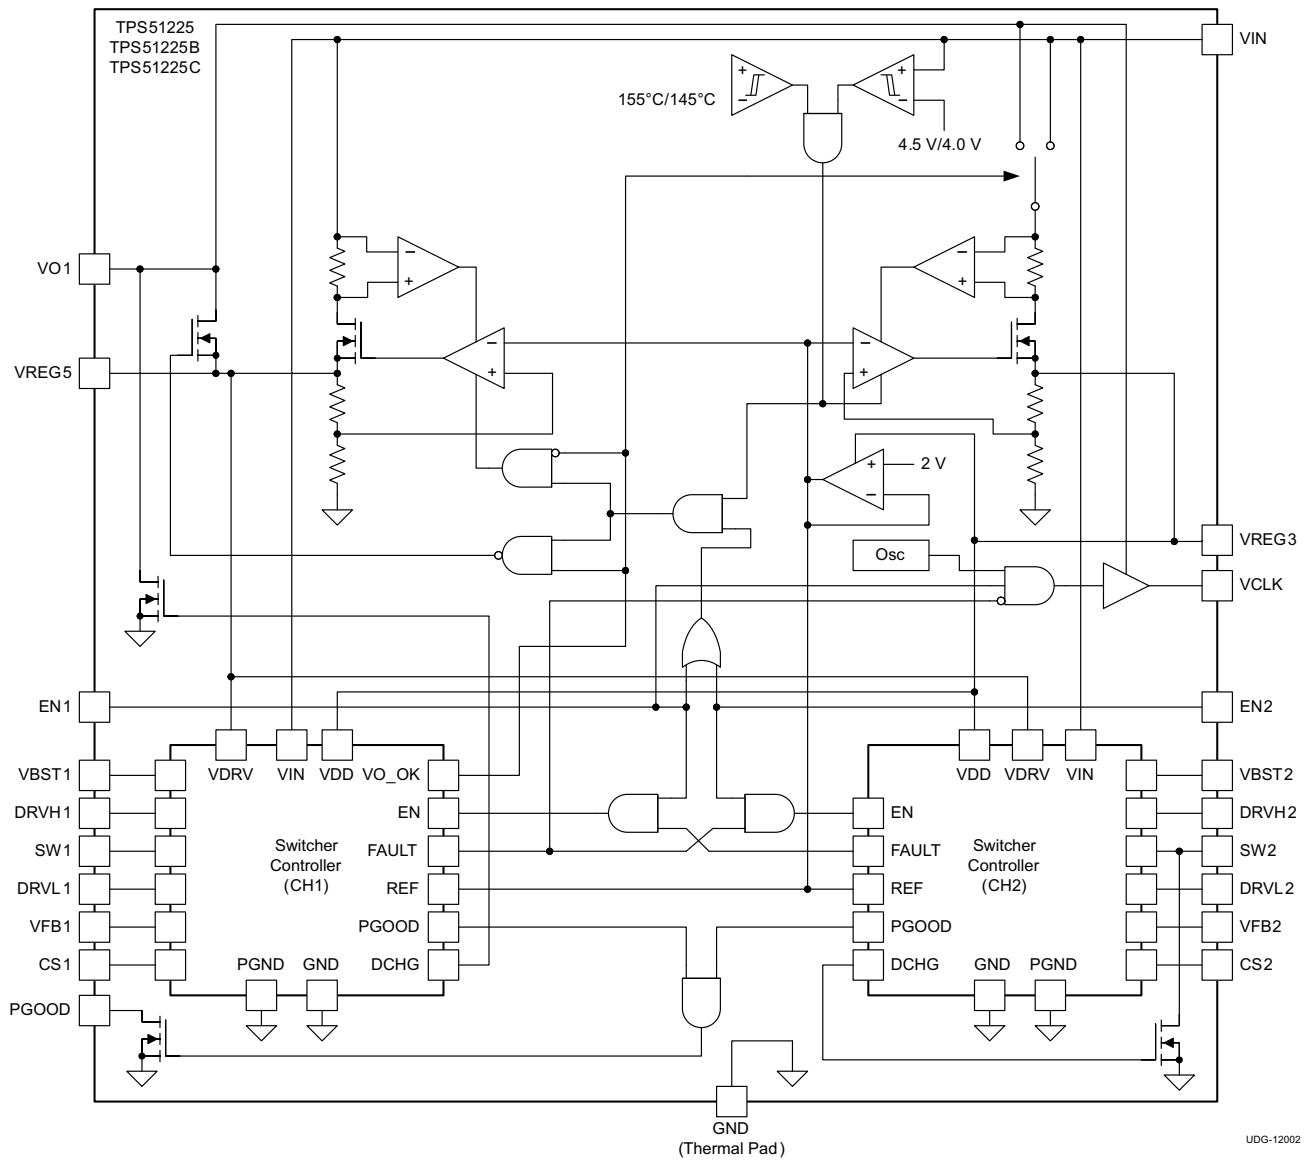 TPS51225
TPS51225B
TPS51225C
VIN
+
−
155°C/145°C
+
−
4.5 V/4.0 V
VO1
−
+
−
+
VREG5
−
+
−
+
+
2 V
−
Osc
VREG3
VCLK
EN1
EN2
VDRV
VIN
VDD
VO_OK
VDD
VDRV
VIN
VBST1
VBST2
DRVH1
EN
EN
DRVH2
SW1
Switcher
Controller
(CH1)
FAULT
FAULT
Switcher
Controller
(CH2)
SW2
DRVL1
REF
REF
DRVL2
VFB1
PGOOD
PGOOD
VFB2
CS1
PGND
GND
DCHG
DCHG
GND
PGND
CS2
PGOOD
GND
(Thermal Pad)
UDG-12002